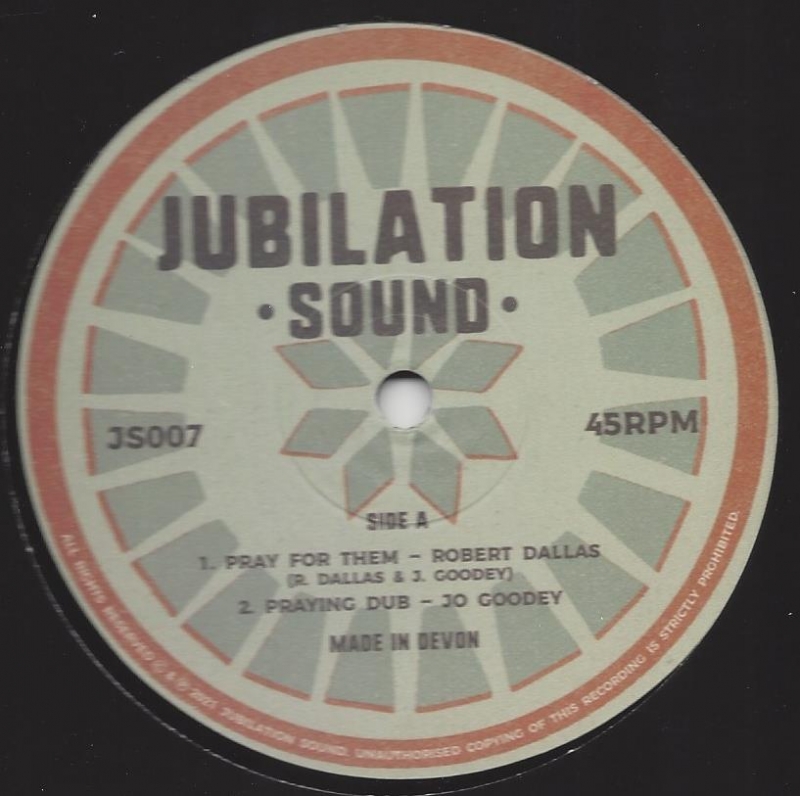 JUBILATION
• SOUND •
JS007
45RPM
SIDE A
1. PRAY FOR THEM – ROBERT DALLAS
(R. DALLAS & J. GOODEY)
2. PRAYING DUB – JO GOODEY
MADE IN DEVON
ALL RIGHTS RESERVED © & ℗ 2021 JUBILATION SOUND. UNAUTHORISED COPYING OF THIS RECORDING IS STRICTLY PROHIBITED.